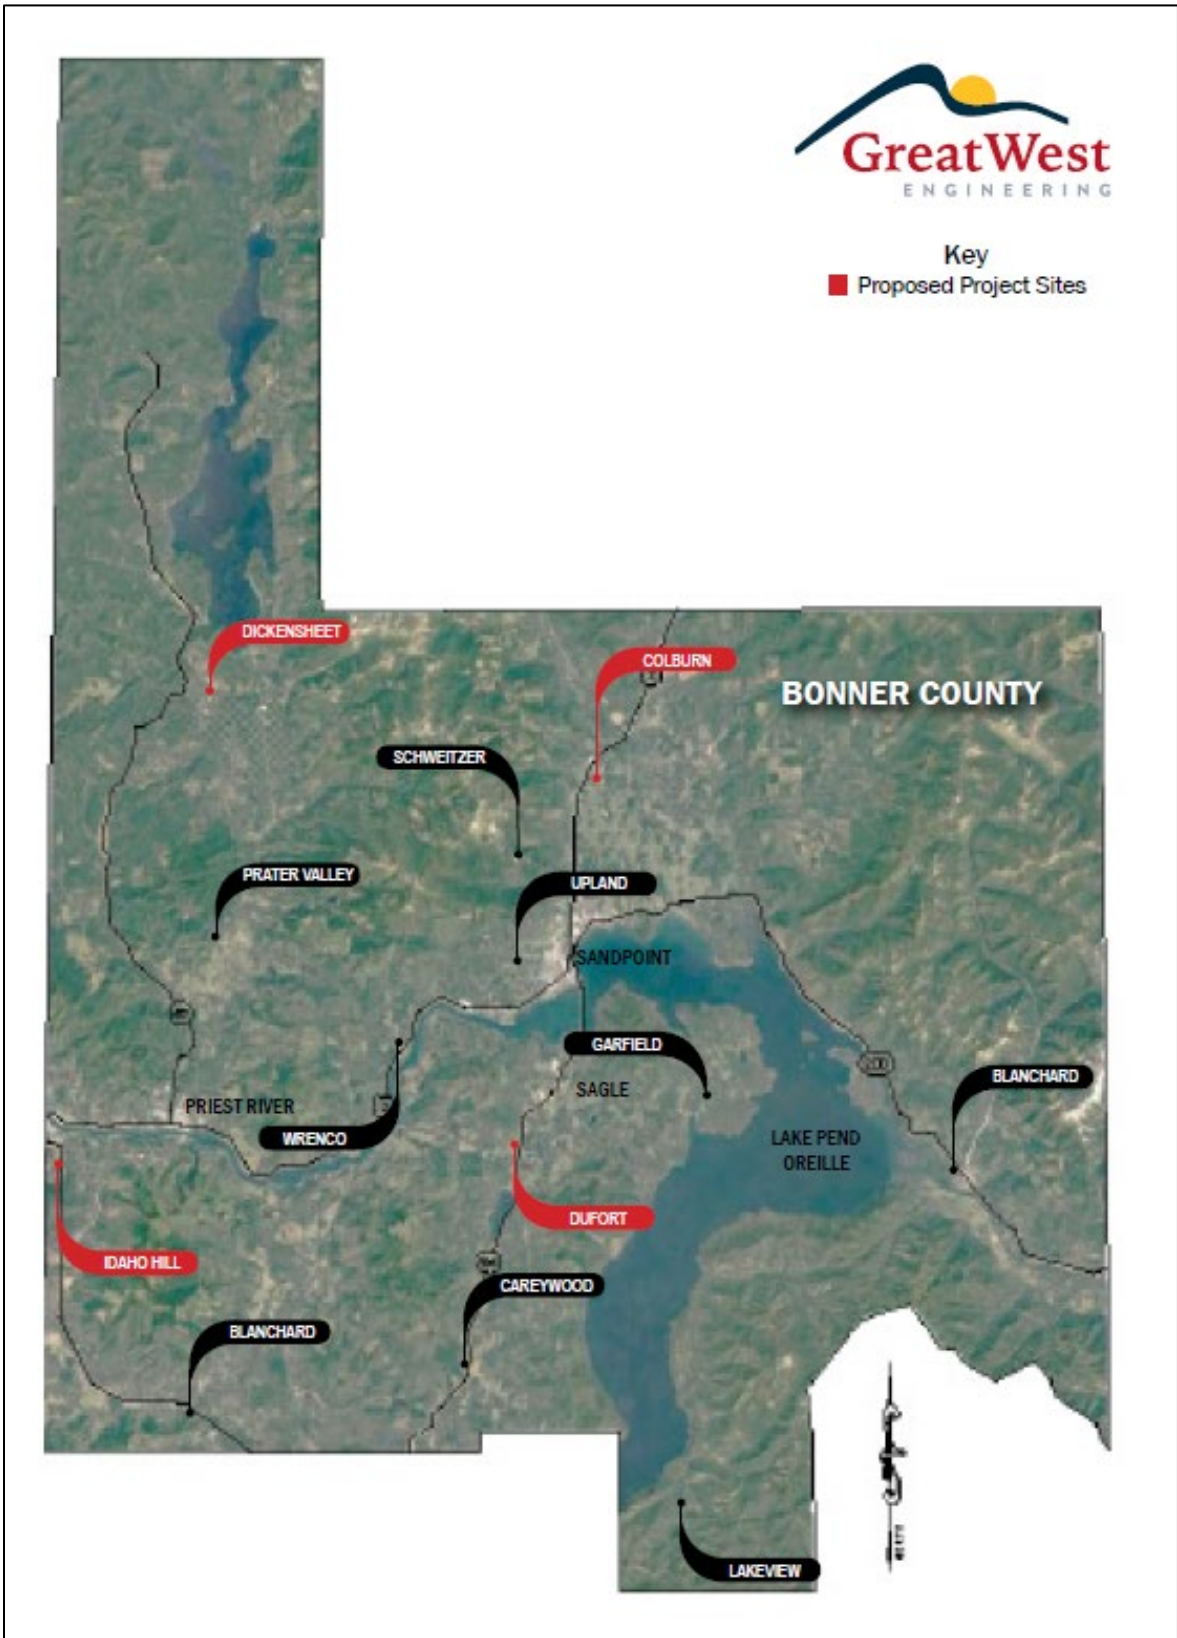 GreatWest
ENGINEERING
Key
Proposed Project Sites
DICKENSHEET
COLBURN
BONNER COUNTY
SCHWEITZER
PRATER VALLEY
UPLAND
SANDPOINT
GARFIELD
200
BLANCHARD
SAGLE
PRIEST RIVER
WRENCO
LAKE PEND
OREILLE
DUFORT
IDAHO HILL
CAREYWOOD
BLANCHARD
LAKEVIEW